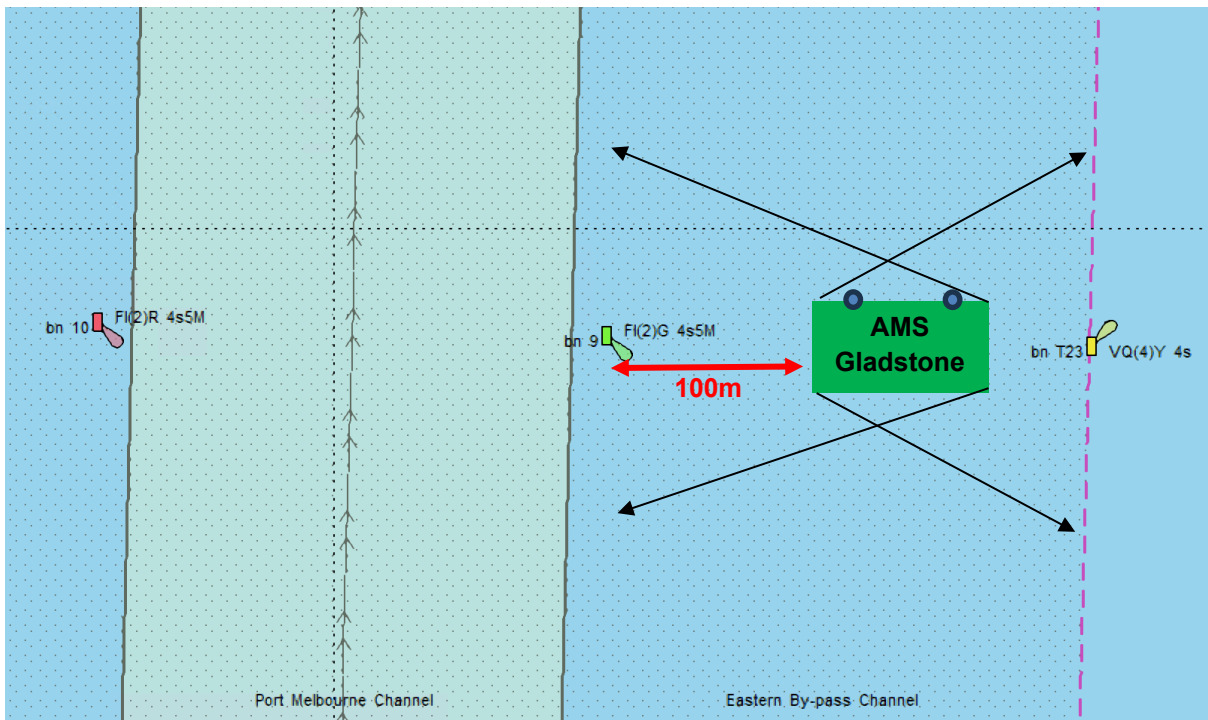 bn 10
Fl(2)R 4s5M
bn 9
Fl(2)G 4s5M
100m
AMS
Gladstone
bn T23
VQ(4)Y 4s
Port Melbourne Channel
Eastern By-pass Channel